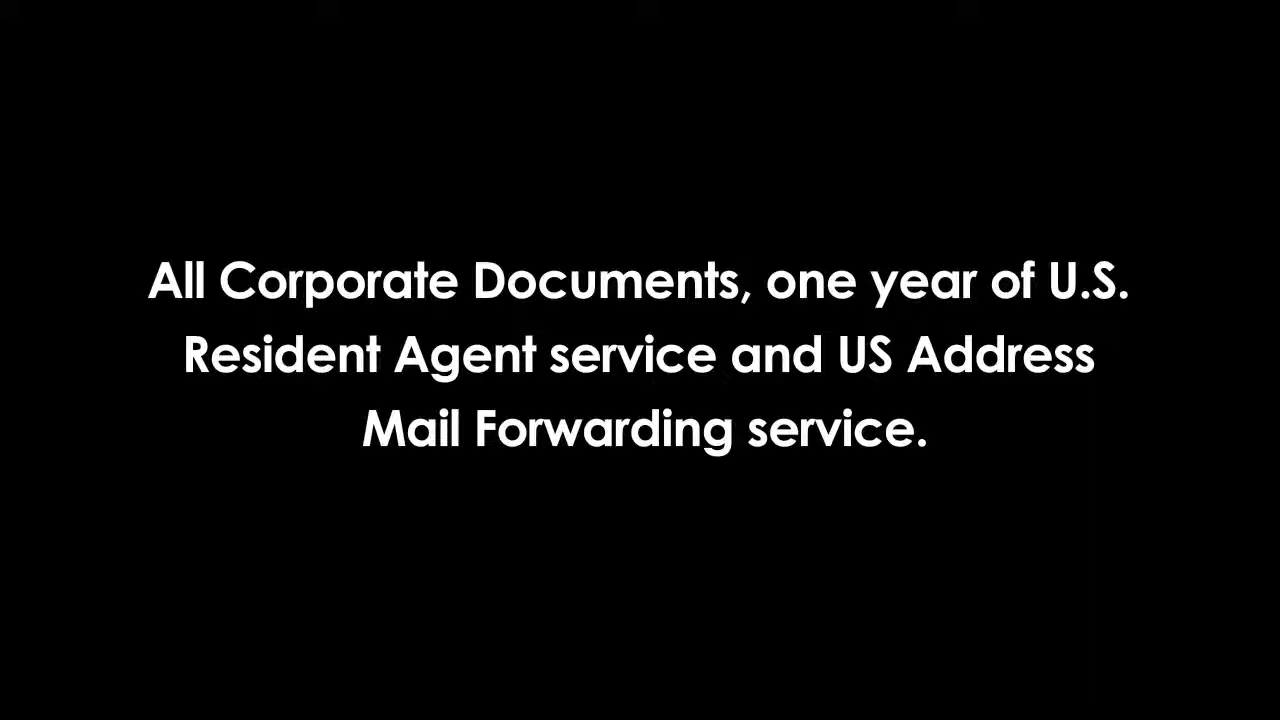 All Corporate Documents, one year of U.S.
Resident Agent service and US Address
Mail Forwarding service.